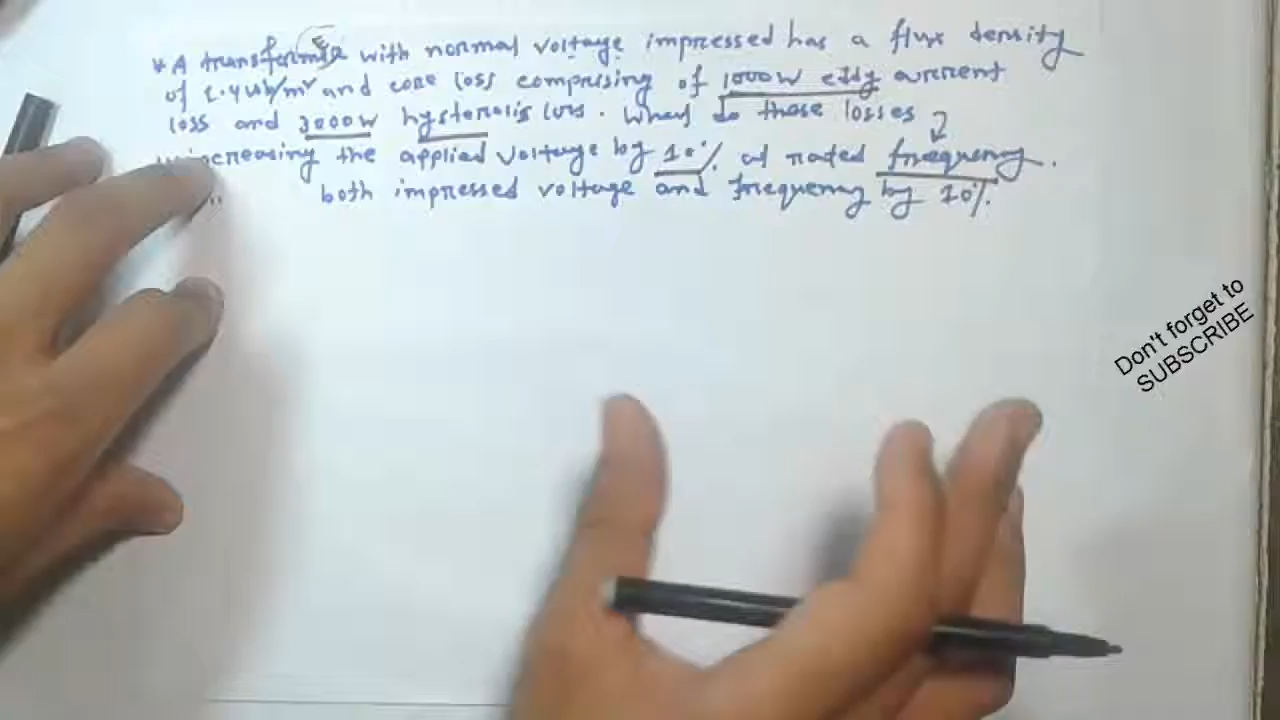 * A transformer with normal voltage impressed has a flux density
of 1.4 wb/m² and core loss comprising of 1000W eddy current
loss and 3000W hysteresis loss. What do these losses
increasing the applied voltage by 10% at rated frequency.
both impressed voltage and frequency by 10%.
Don't forget to
SUBSCRIBE